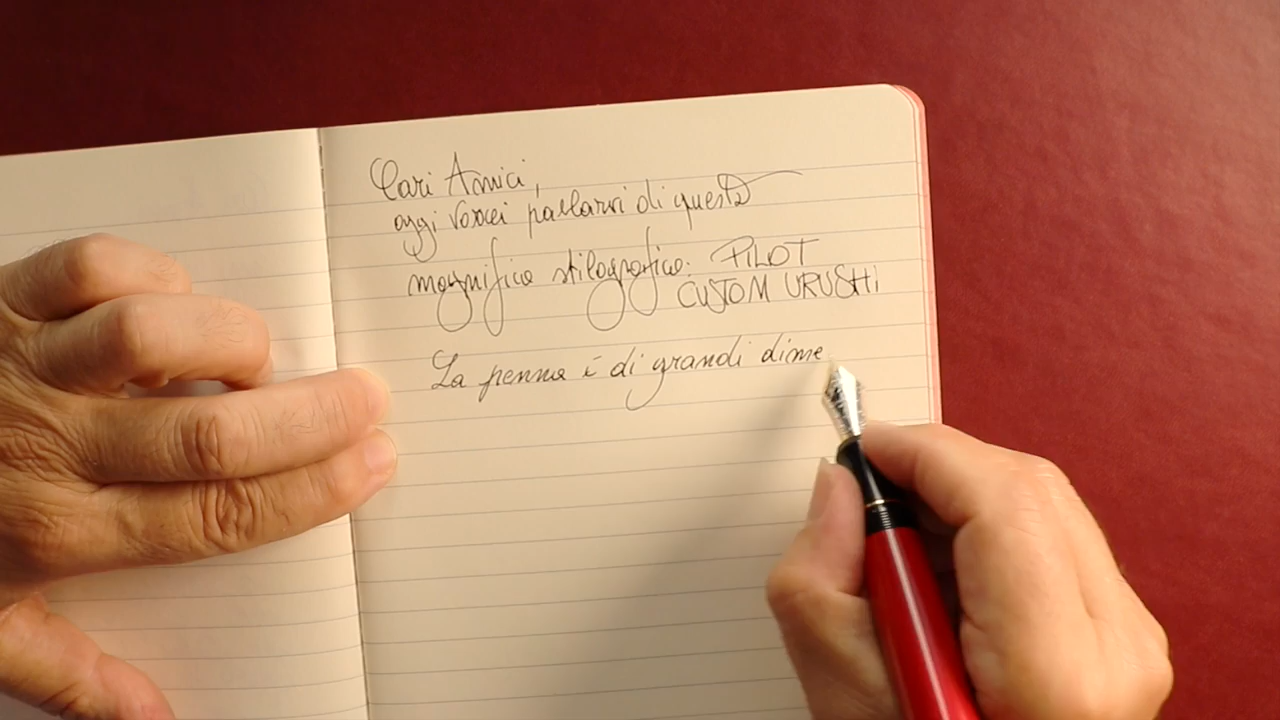 Cari Amici,
oggi vorrei parlarvi di questa
magnifica stilografica: PILOT
CUSTOM URUSHI
La penna è di grandi dime